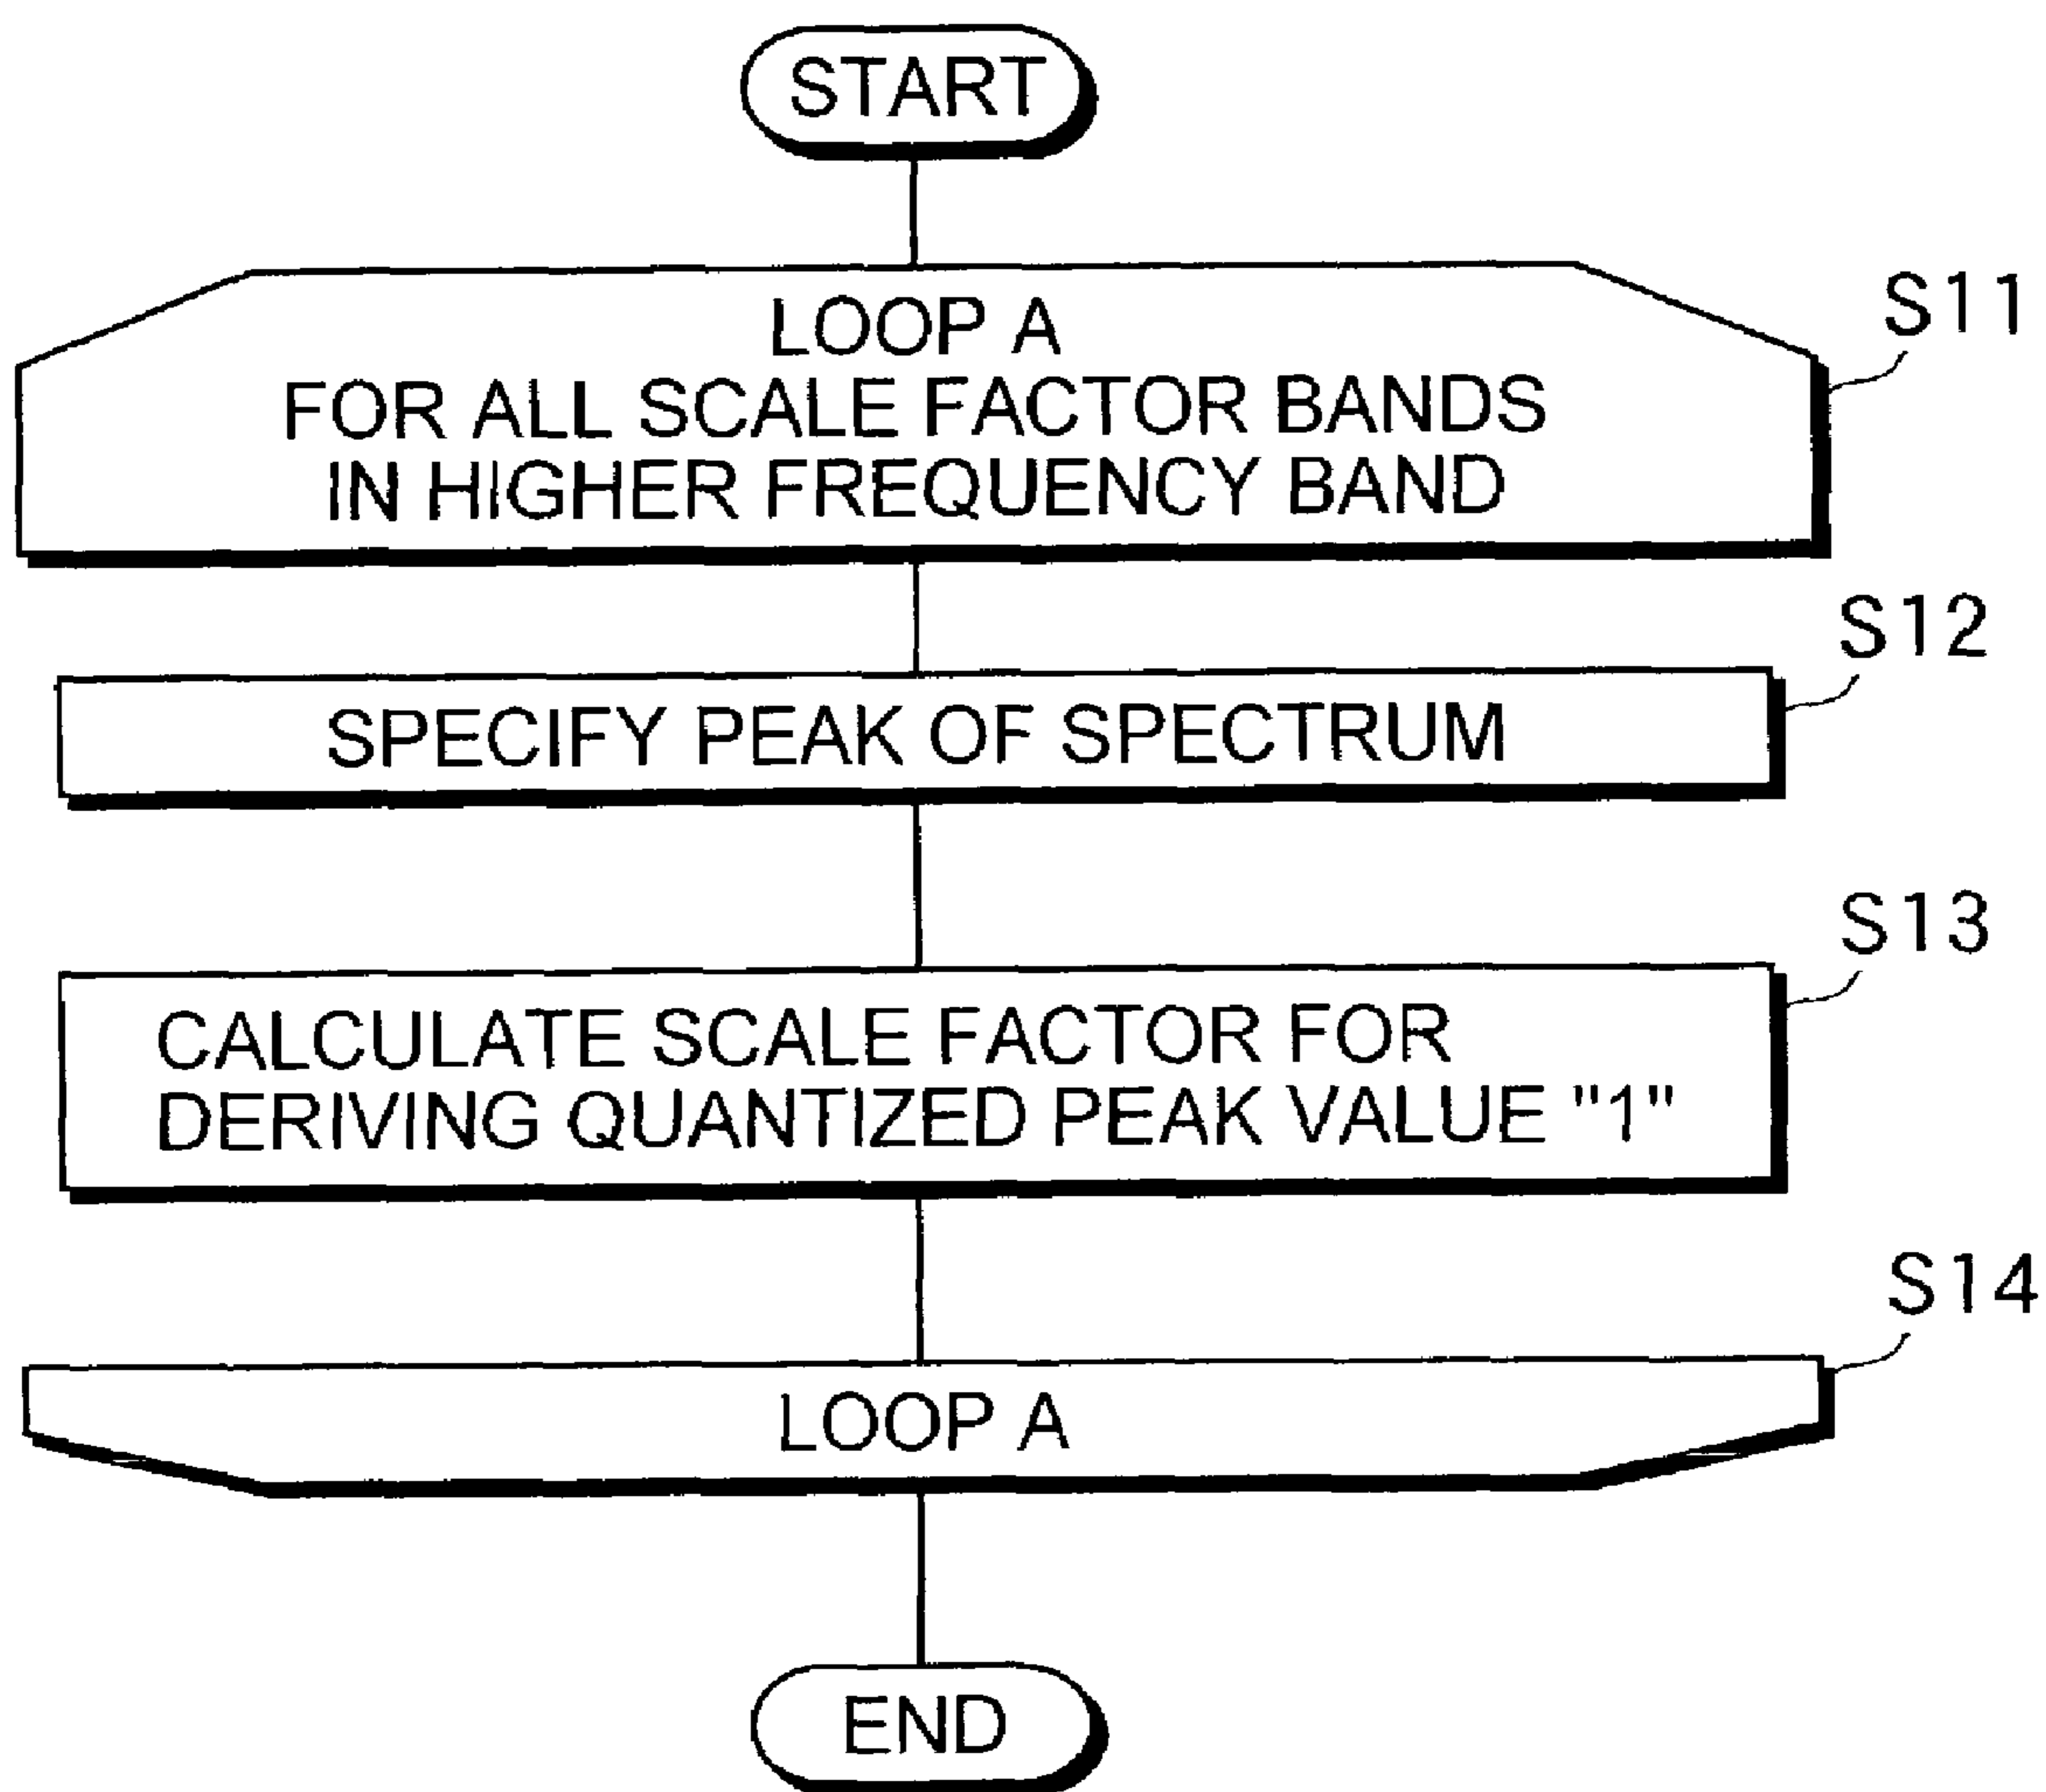 START
LOOP A
FOR ALL SCALE FACTOR BANDS
IN HIGHER FREQUENCY BAND
S11
SPECIFY PEAK OF SPECTRUM
S12
CALCULATE SCALE FACTOR FOR
DERIVING QUANTIZED PEAK VALUE "1"
S13
LOOP A
S14
END